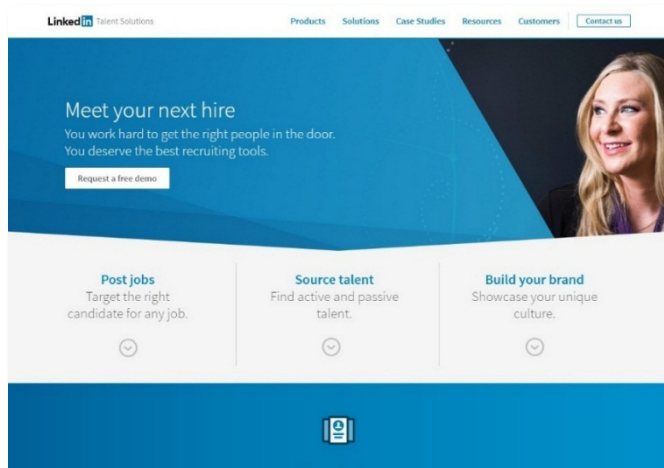 Linked in Talent Solutions
Products Solutions Case Studies Resources Customers Contact us
Meet your next hire
You work hard to get the right people in the door.
You deserve the best recruiting tools.
Request a free demo
Post jobs
Target the right
candidate for any job.
Source talent
Find active and passive
talent.
Build your brand
Showcase your unique
culture.